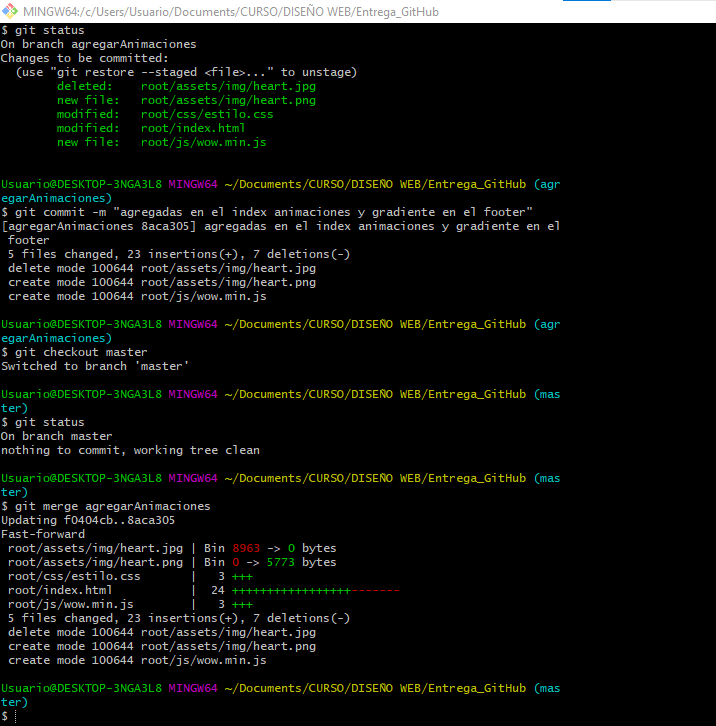 MINGW64:/c/Users/Usuario/Documents/CURSO/DISEÑO WEB/Entrega_GitHub
$ git status
On branch agregarAnimaciones
Changes to be committed:
  (use "git restore --staged <file>..." to unstage)
        deleted:    root/assets/img/heart.jpg
        new file:   root/assets/img/heart.png
        modified:   root/css/estilo.css
        modified:   root/index.html
        new file:   root/js/wow.min.js

Usuario@DESKTOP-3NGA3L8 MINGW64 ~/Documents/CURSO/DISEÑO WEB/Entrega_GitHub (agr
egarAnimaciones)
$ git commit -m "agregadas en el index animaciones y gradiente en el footer"
[agregarAnimaciones 8aca305] agregadas en el index animaciones y gradiente en el
 footer
 5 files changed, 23 insertions(+), 7 deletions(-)
 delete mode 100644 root/assets/img/heart.jpg
 create mode 100644 root/assets/img/heart.png
 create mode 100644 root/js/wow.min.js

Usuario@DESKTOP-3NGA3L8 MINGW64 ~/Documents/CURSO/DISEÑO WEB/Entrega_GitHub (agr
egarAnimaciones)
$ git checkout master
Switched to branch 'master'

Usuario@DESKTOP-3NGA3L8 MINGW64 ~/Documents/CURSO/DISEÑO WEB/Entrega_GitHub (mas
ter)
$ git status
On branch master
nothing to commit, working tree clean

Usuario@DESKTOP-3NGA3L8 MINGW64 ~/Documents/CURSO/DISEÑO WEB/Entrega_GitHub (mas
ter)
$ git merge agregarAnimaciones
Updating f0404cb..8aca305
Fast-forward
 root/assets/img/heart.jpg | Bin 8963 -> 0 bytes
 root/assets/img/heart.png | Bin 0 -> 5773 bytes
 root/css/estilo.css       |   3 +++
 root/index.html           |  24 +++++++++++++++++-------
 root/js/wow.min.js        |   3 +++
 5 files changed, 23 insertions(+), 7 deletions(-)
 delete mode 100644 root/assets/img/heart.jpg
 create mode 100644 root/assets/img/heart.png
 create mode 100644 root/js/wow.min.js

Usuario@DESKTOP-3NGA3L8 MINGW64 ~/Documents/CURSO/DISEÑO WEB/Entrega_GitHub (mas
ter)
$